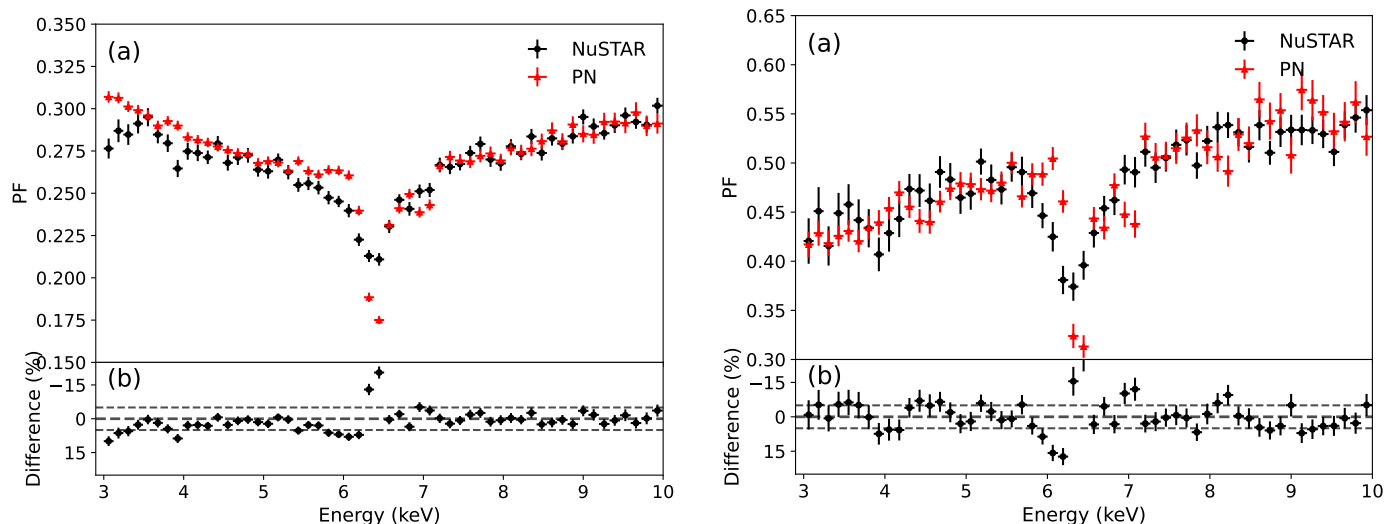 0.350
0.325
0.300
0.275
0.250
0.225
0.200
0.175
0.150
PF
(a)
NuSTAR
PN
(b)
−15
0
15
Difference (%)
3 4 5 6 7 8 9 10
Energy (keV)
0.65
0.60
0.55
0.50
0.45
0.40
0.35
0.30
PF
(a)
NuSTAR
PN
(b)
−15
0
15
Difference (%)
3 4 5 6 7 8 9 10
Energy (keV)